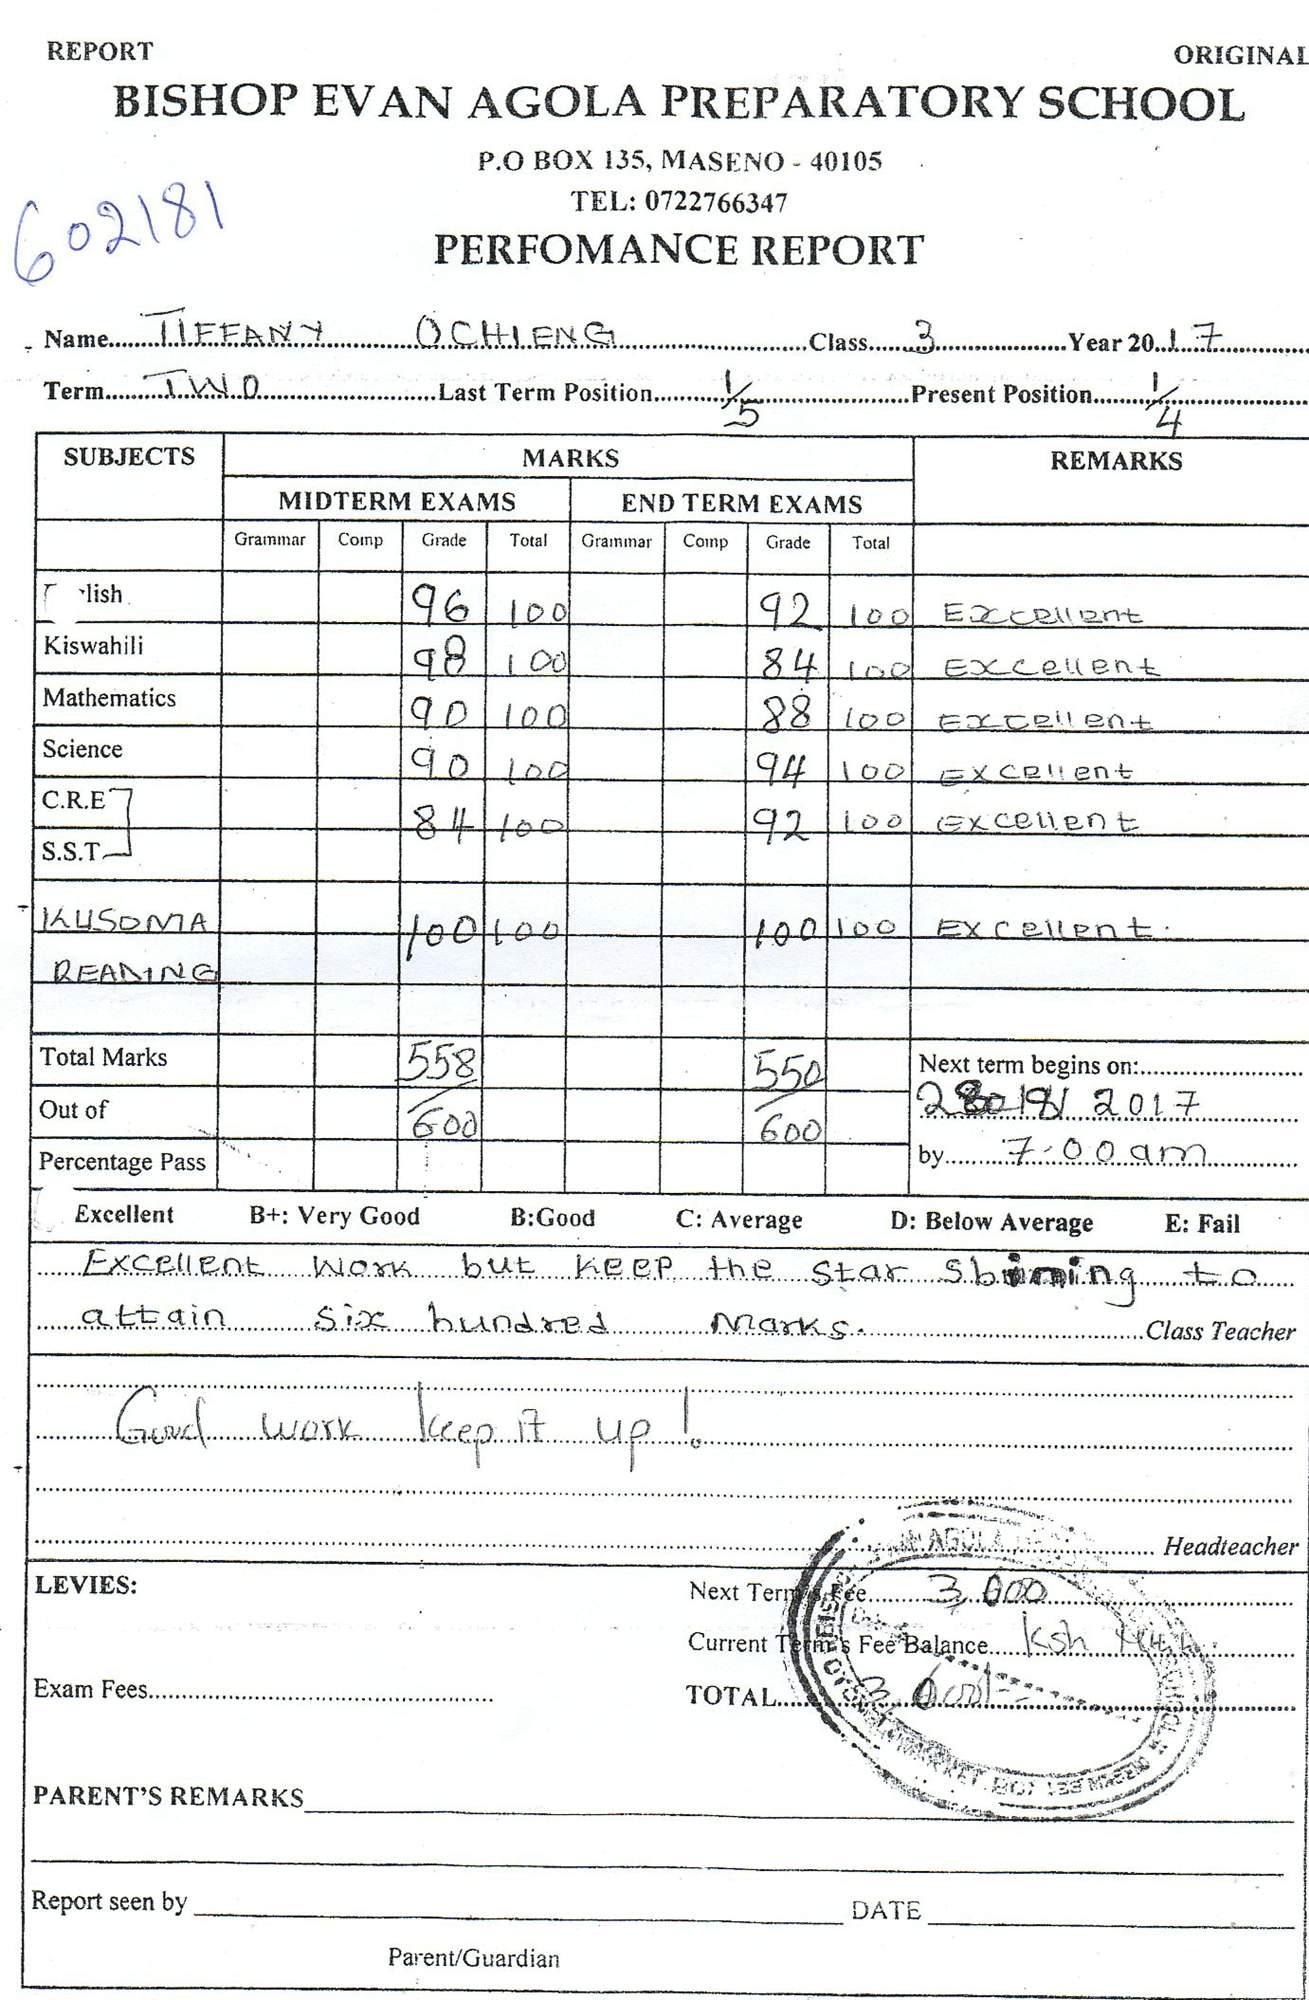 REPORT ORIGINAL
BISHOP EVAN AGOLA PREPARATORY SCHOOL
P.O BOX 135, MASENO - 40105
TEL: 0722766347
602181
PERFOMANCE REPORT
Name TIFFANY OCHIENG Class 3 Year 2017
Term TWO Last Term Position 1/5 Present Position 1/4
SUBJECTS MARKS REMARKS
MIDTERM EXAMS END TERM EXAMS
Grammar Comp Grade Total Grammar Comp Grade Total
lish 96 100 92 100 Excellent
Kiswahili 98 100 84 100 Excellent
Mathematics 90 100 88 100 Excellent
Science 90 100 94 100 Excellent
C.R.E 84 100 92 100 Excellent
S.S.T
KUSOMA 100 100 100 100 Excellent.
READING
Total Marks 558 550 Next term begins on:
Out of 600 600 2017
Percentage Pass by 7:00am
Excellent B+: Very Good B:Good C: Average D: Below Average E: Fail
Excellent work but keep the star shining to
attain six hundred marks. Class Teacher
Good work keep it up!
Headteacher
LEVIES:
Next Term's Fee 3,000
Current Term's Fee Balance Ksh
Exam Fees TOTAL
PARENT'S REMARKS
Report seen by DATE
Parent/Guardian